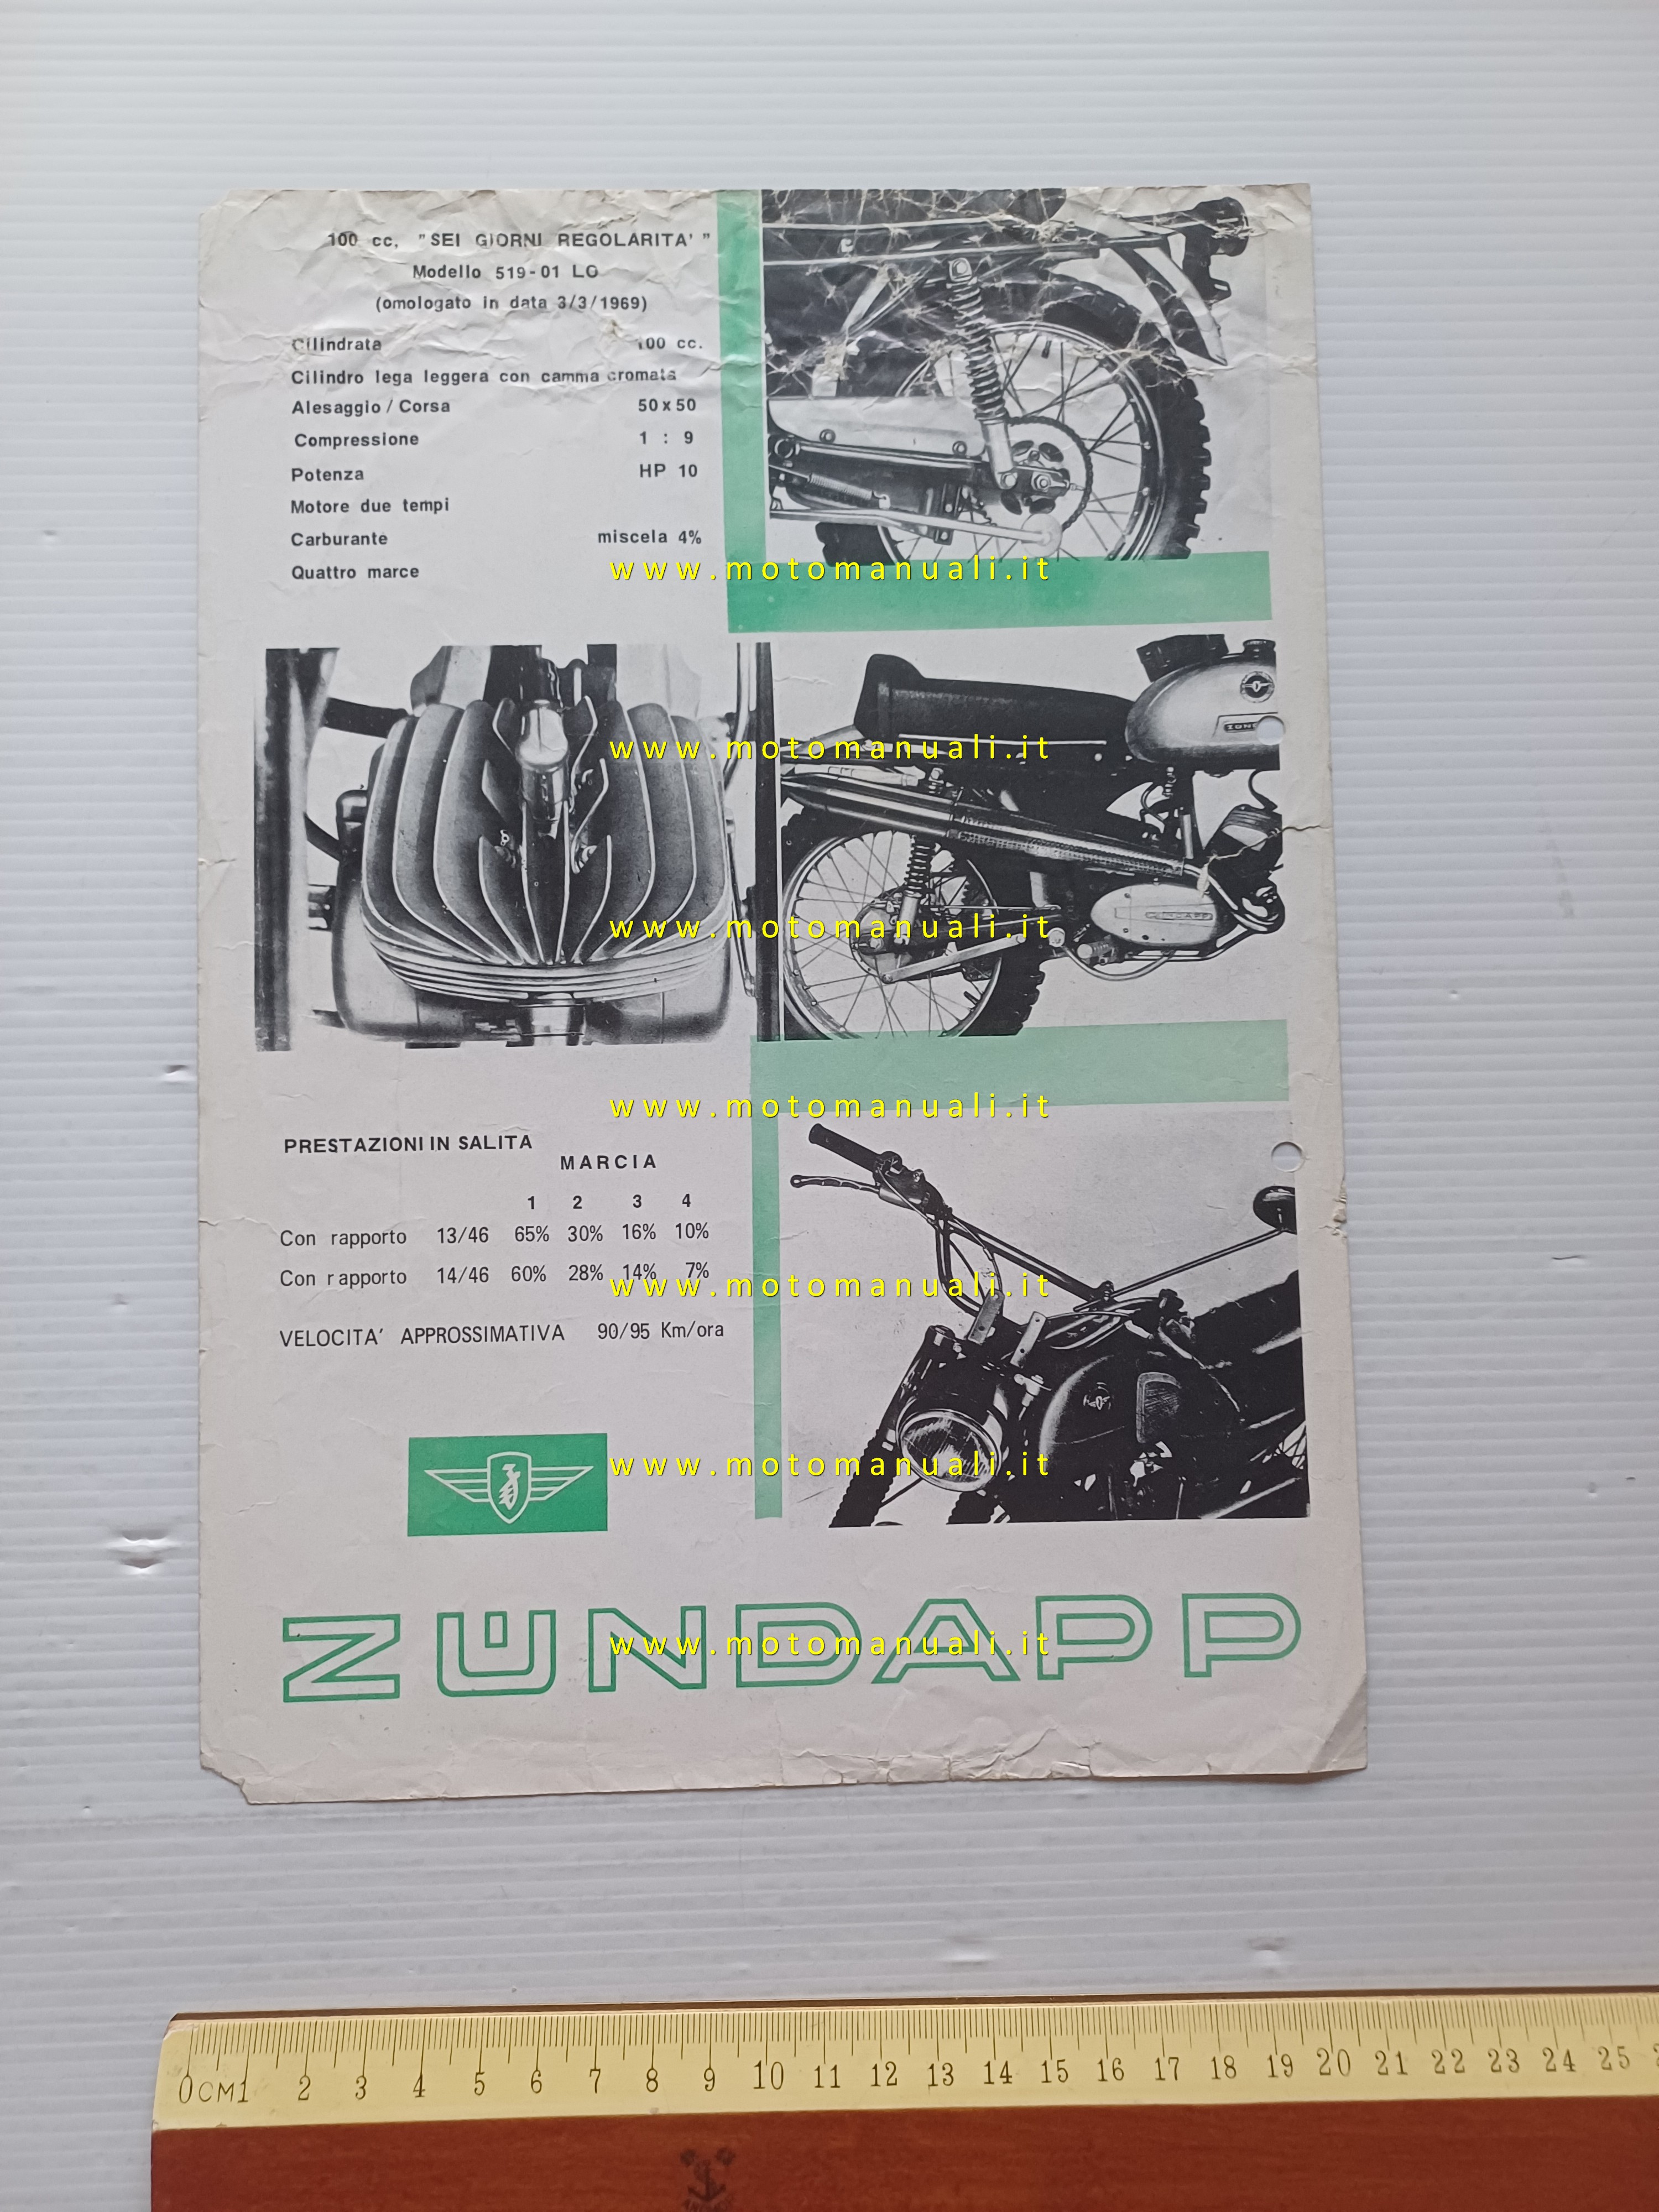 100 cc. "SEI GIORNI REGOLARITA' "
Modello 519-01 LO
(omologato in data 3/3/1969)
Cilindrata 100 cc.
Cilindro lega leggera con camma cromata
Alesaggio / Corsa 50 x 50
Compressione 1 : 9
Potenza HP 10
Motore due tempi
Carburante miscela 4%
Quattro marce
www.motomanuali.it
www.motomanuali.it
www.motomanuali.it
ZÜNDAPP
www.motomanuali.it
PRESTAZIONI IN SALITA
MARCIA
1 2 3 4
Con rapporto 13/46 65% 30% 16% 10%
Con rapporto 14/46 60% 28% 14% 7%
www.motomanuali.it
VELOCITA' APPROSSIMATIVA 90/95 Km/ora
www.motomanuali.it
ZÜNDAPP
www.motomanuali.it
0CM1 2 3 4 5 6 7 8 9 10 11 12 13 14 15 16 17 18 19 20 21 22 23 24 25